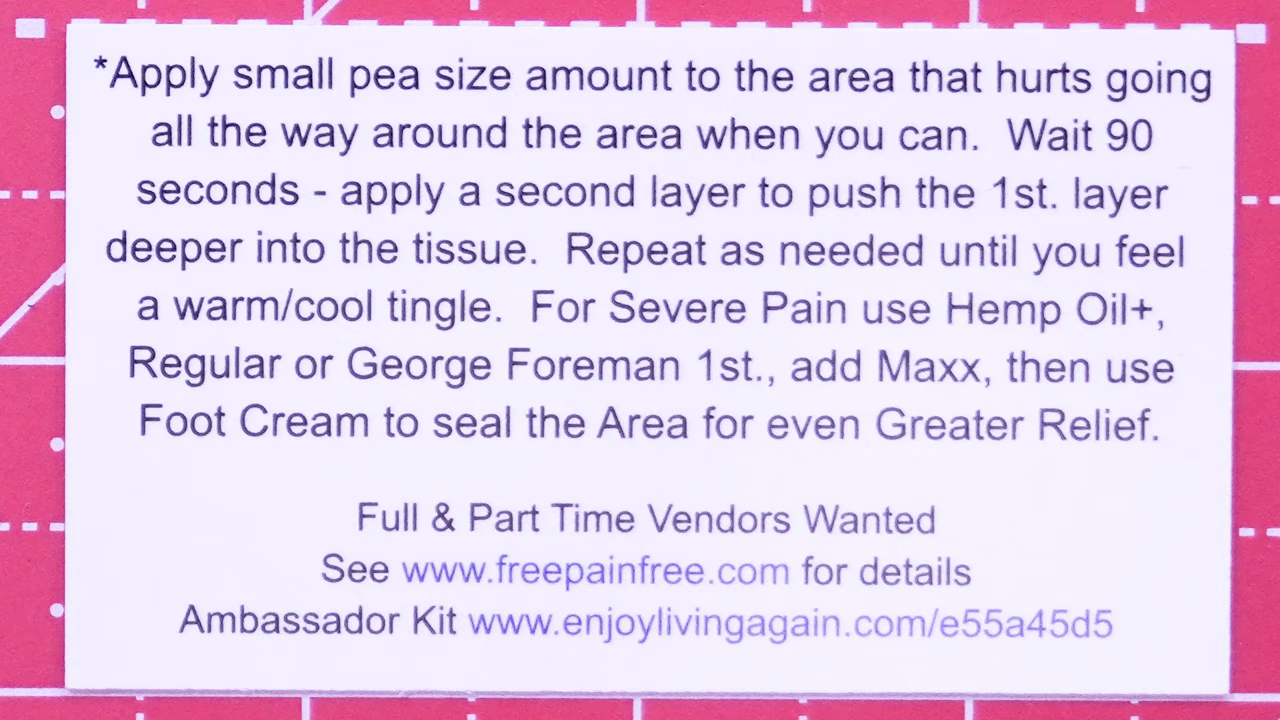 *Apply small pea size amount to the area that hurts going
all the way around the area when you can.  Wait 90
seconds - apply a second layer to push the 1st. layer
deeper into the tissue.  Repeat as needed until you feel
a warm/cool tingle.  For Severe Pain use Hemp Oil+,
Regular or George Foreman 1st., add Maxx, then use
Foot Cream to seal the Area for even Greater Relief.
Full & Part Time Vendors Wanted
See www.freepainfree.com for details
Ambassador Kit www.enjoylivingagain.com/e55a45d5